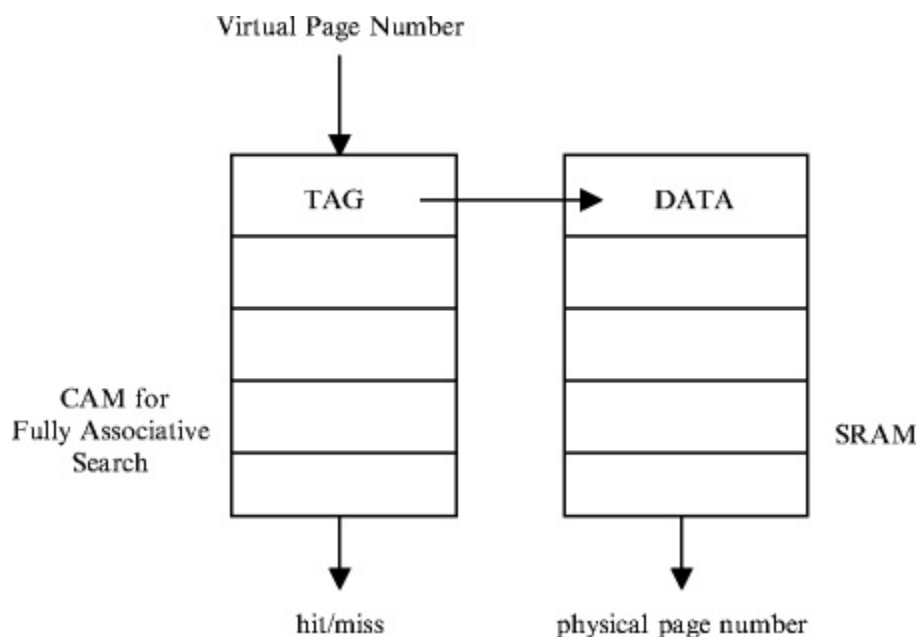 Virtual Page Number
TAG
DATA
CAM for
Fully Associative
Search
SRAM
hit/miss
physical page number